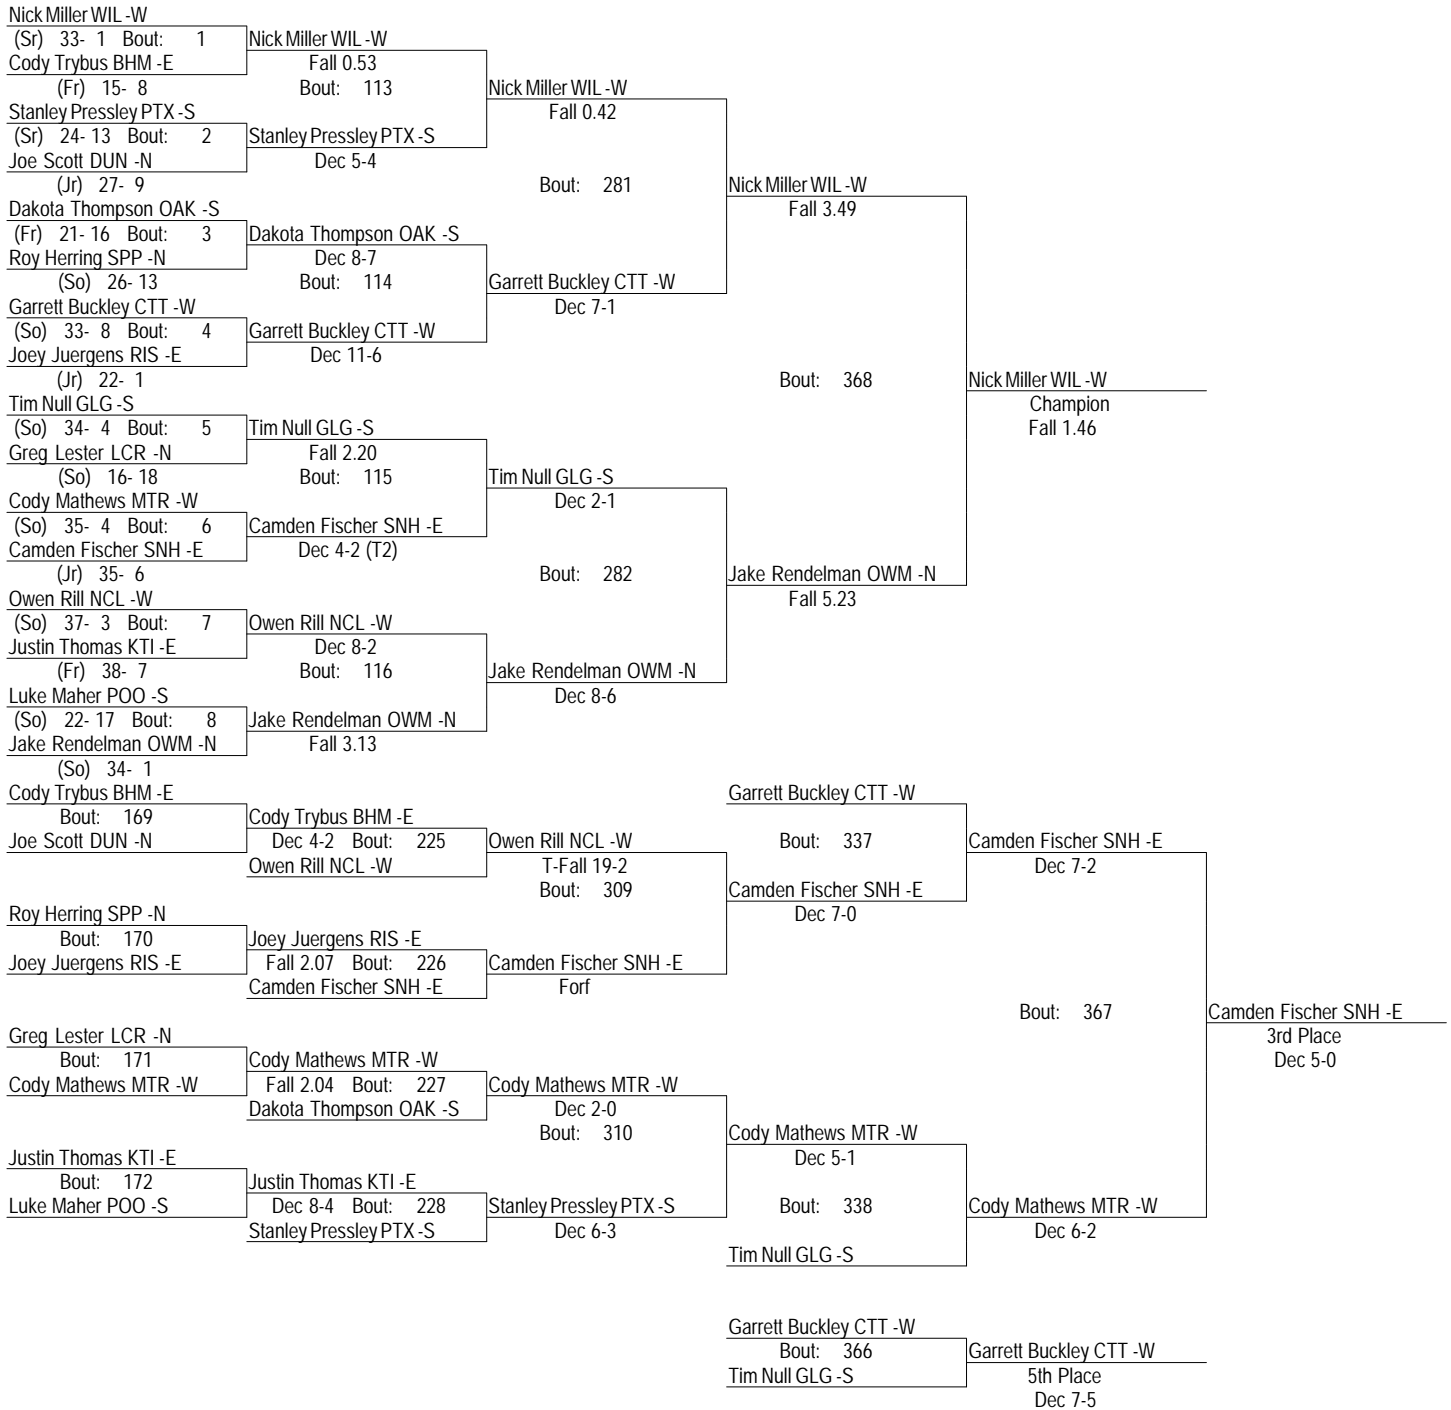 Nick Miller WIL -W
(Sr) 33- 1 Bout: 1 Nick Miller WIL -W
Cody Trybus BHM -E Fall 0.53
(Fr) 15- 8 Bout: 113 Nick Miller WIL -W
Stanley Pressley PTX -S Fall 0.42
(Sr) 24- 13 Bout: 2 Stanley Pressley PTX -S
Joe Scott DUN -N Dec 5-4
(Jr) 27- 9 Bout: 281 Nick Miller WIL -W
Dakota Thompson OAK -S Fall 3.49
(Fr) 21- 16 Bout: 3 Dakota Thompson OAK -S
Roy Herring SPP -N Dec 8-7
(So) 26- 13 Bout: 114 Garrett Buckley CTT -W
Garrett Buckley CTT -W Dec 7-1
(So) 33- 8 Bout: 4 Garrett Buckley CTT -W
Joey Juergens RIS -E Dec 11-6
(Jr) 22- 1 Bout: 368 Nick Miller WIL -W
Tim Null GLG -S Champion
(So) 34- 4 Bout: 5 Tim Null GLG -S Fall 1.46
Greg Lester LCR -N Fall 2.20
(So) 16- 18 Bout: 115 Tim Null GLG -S
Cody Mathews MTR -W Dec 2-1
(So) 35- 4 Bout: 6 Camden Fischer SNH -E
Camden Fischer SNH -E Dec 4-2 (T2)
(Jr) 35- 6 Bout: 282 Jake Rendelman OWM -N
Owen Rill NCL -W Fall 5.23
(So) 37- 3 Bout: 7 Owen Rill NCL -W
Justin Thomas KTI -E Dec 8-2
(Fr) 38- 7 Bout: 116 Jake Rendelman OWM -N
Luke Maher POO -S Dec 8-6
(So) 22- 17 Bout: 8 Jake Rendelman OWM -N
Jake Rendelman OWM -N Fall 3.13
(So) 34- 1
Cody Trybus BHM -E Garrett Buckley CTT -W
Bout: 169 Cody Trybus BHM -E
Joe Scott DUN -N Dec 4-2 Bout: 225 Owen Rill NCL -W Bout: 337 Camden Fischer SNH -E
Owen Rill NCL -W T-Fall 19-2 Dec 7-2
Bout: 309 Camden Fischer SNH -E
Roy Herring SPP -N Dec 7-0
Bout: 170 Joey Juergens RIS -E
Joey Juergens RIS -E Fall 2.07 Bout: 226 Camden Fischer SNH -E
Camden Fischer SNH -E Forf
Bout: 367 Camden Fischer SNH -E
Greg Lester LCR -N 3rd Place
Bout: 171 Cody Mathews MTR -W Dec 5-0
Cody Mathews MTR -W Fall 2.04 Bout: 227 Cody Mathews MTR -W
Dakota Thompson OAK -S Dec 2-0
Bout: 310 Cody Mathews MTR -W
Justin Thomas KTI -E Dec 5-1
Bout: 172 Justin Thomas KTI -E
Luke Maher POO -S Dec 8-4 Bout: 228 Stanley Pressley PTX -S Bout: 338 Cody Mathews MTR -W
Stanley Pressley PTX -S Dec 6-3 Dec 6-2
Tim Null GLG -S
Garrett Buckley CTT -W
Bout: 366 Garrett Buckley CTT -W
Tim Null GLG -S 5th Place
Dec 7-5